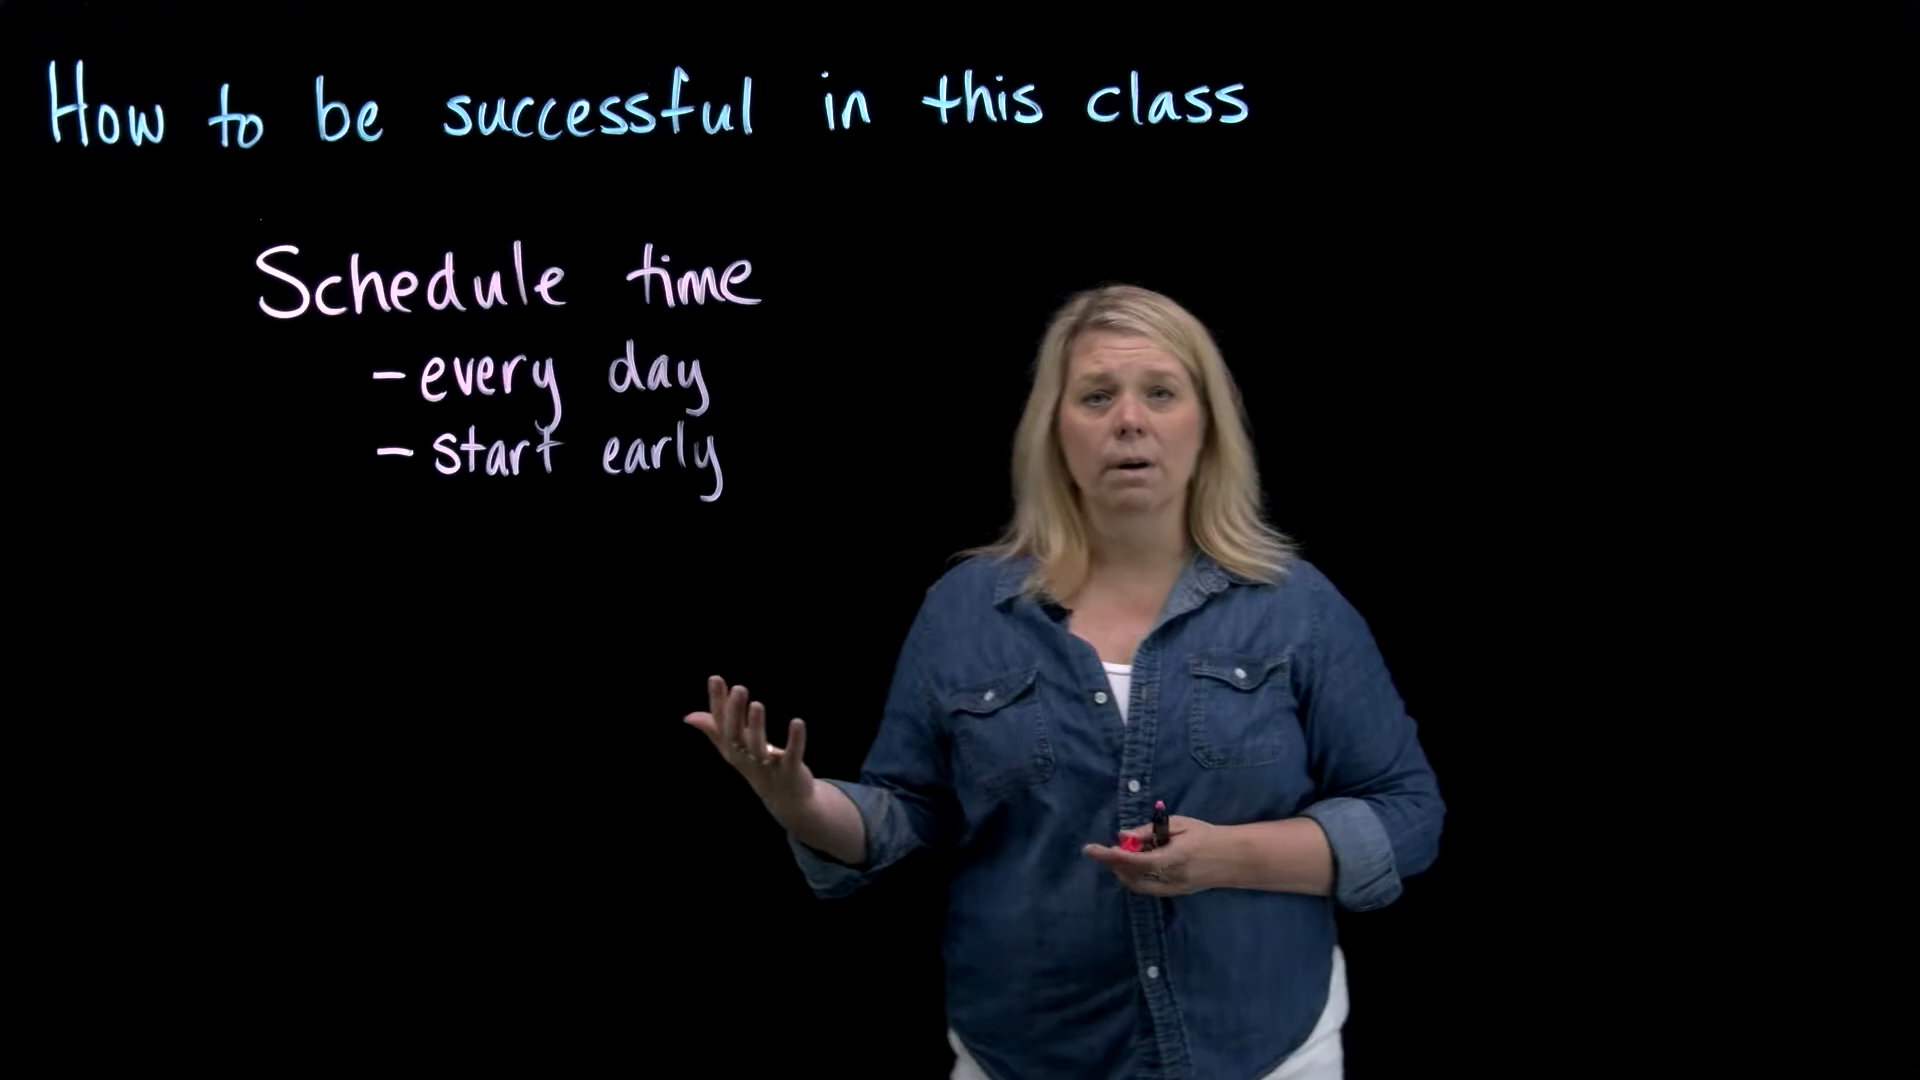 How to be successful in this class
Schedule time
- every day
- start early